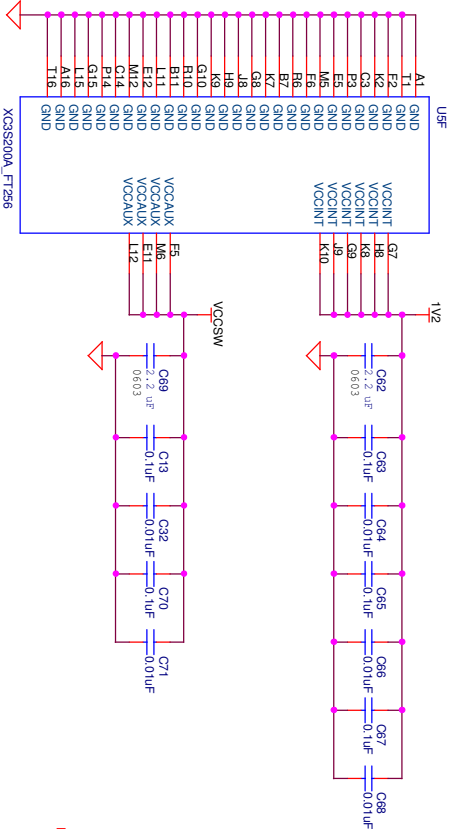 U5F
A1 GND
T1 GND
F2 GND
K2 GND
C3 GND
P3 GND
E5 GND
M5 GND
F6 GND
R6 GND
B7 GND
K7 GND
G8 GND
J8 GND
H9 GND
K9 GND
G10 GND
R10 GND
B11 GND
L11 GND
E12 GND
M12 GND
C14 GND
P14 GND
G15 GND
L15 GND
A16 GND
T16 GND
VCCINT G7
VCCINT H8
VCCINT K8
VCCINT G9
VCCINT J9
VCCINT K10
VCCAUX F5
VCCAUX M6
VCCAUX E11
VCCAUX L12
XC3S200A_FT256
1V2
C62
2.2 uF
0603
C63
0.1uF
C64
0.01uF
C65
0.1uF
C66
0.01uF
C67
0.1uF
C68
0.01uF
VCCSW
C69
2.2 uF
0603
C13
0.1uF
C32
0.01uF
C70
0.1uF
C71
0.01uF